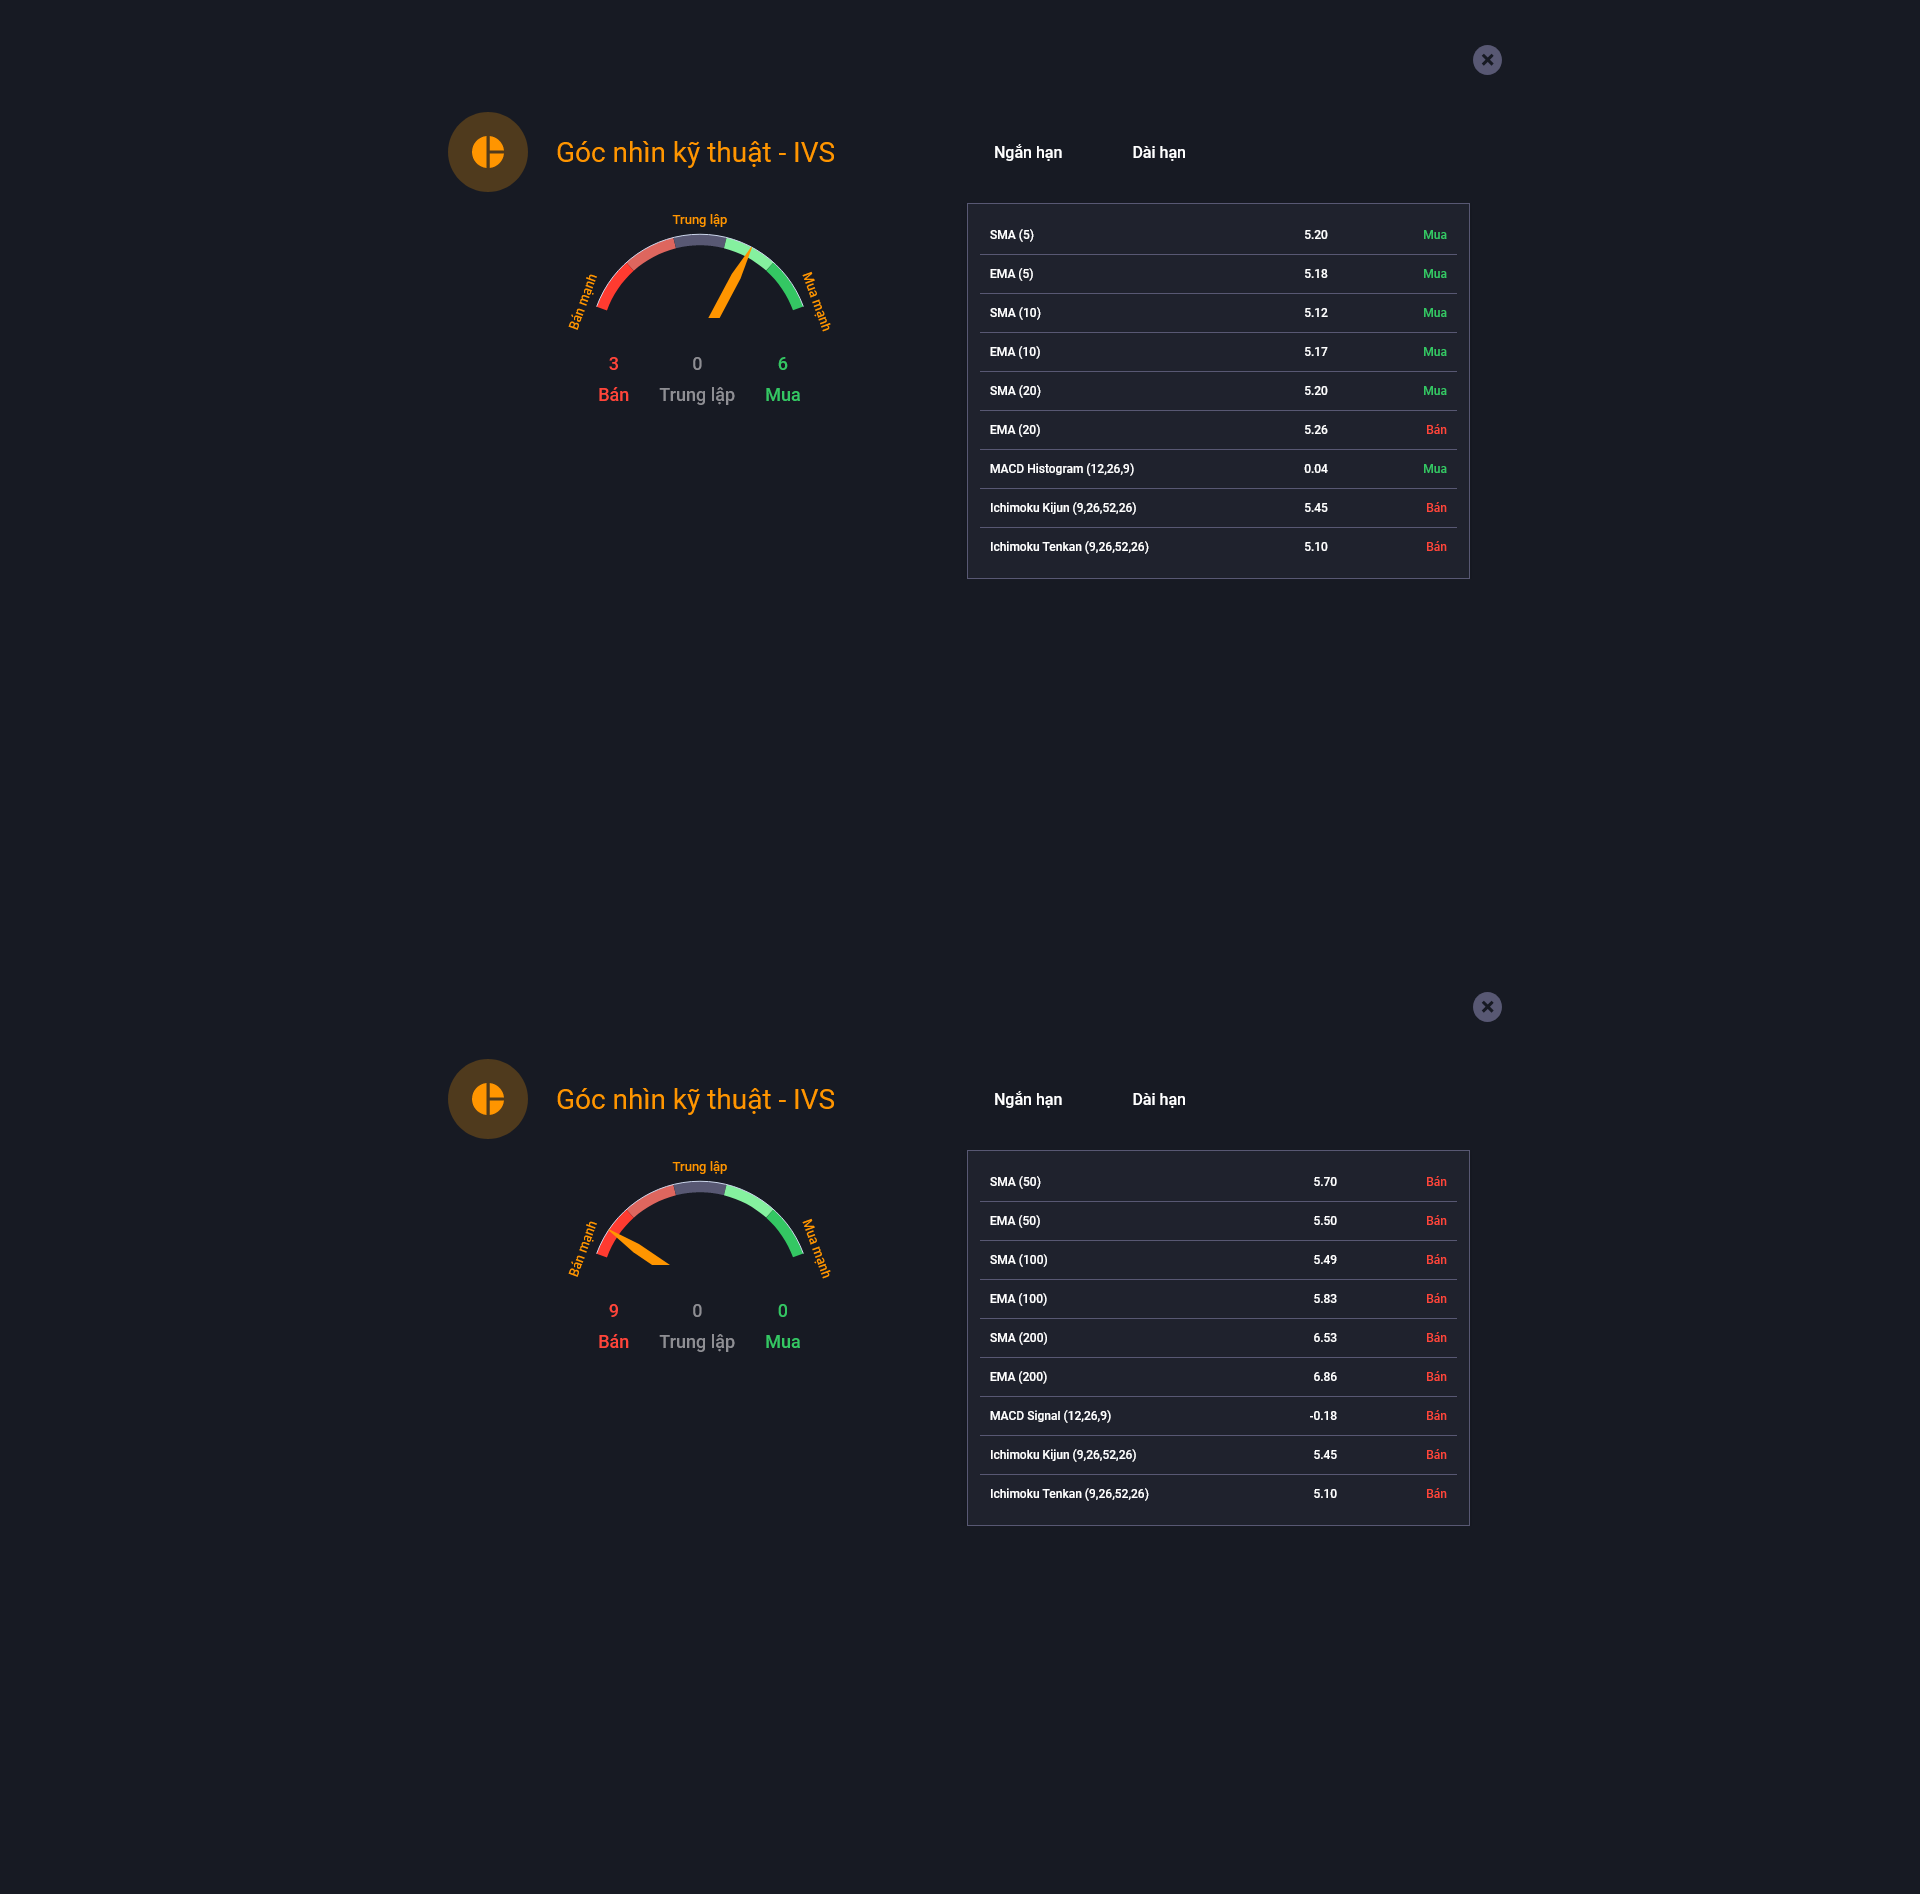 Góc nhìn kỹ thuật - IVS
Ngắn hạn Dài hạn
Trung lập
Bán mạnh
Mua mạnh
3 0 6
Bán Trung lập Mua
SMA (5) 5.20 Mua
EMA (5) 5.18 Mua
SMA (10) 5.12 Mua
EMA (10) 5.17 Mua
SMA (20) 5.20 Mua
EMA (20) 5.26 Bán
MACD Histogram (12,26,9) 0.04 Mua
Ichimoku Kijun (9,26,52,26) 5.45 Bán
Ichimoku Tenkan (9,26,52,26) 5.10 Bán
Góc nhìn kỹ thuật - IVS
Ngắn hạn Dài hạn
Trung lập
Bán mạnh
Mua mạnh
9 0 0
Bán Trung lập Mua
SMA (50) 5.70 Bán
EMA (50) 5.50 Bán
SMA (100) 5.49 Bán
EMA (100) 5.83 Bán
SMA (200) 6.53 Bán
EMA (200) 6.86 Bán
MACD Signal (12,26,9) -0.18 Bán
Ichimoku Kijun (9,26,52,26) 5.45 Bán
Ichimoku Tenkan (9,26,52,26) 5.10 Bán